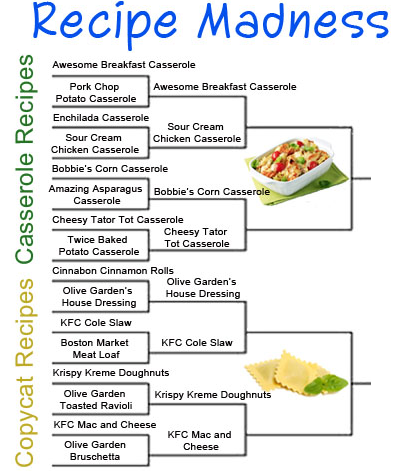 Recipe Madness
Casserole Recipes
Awesome Breakfast Casserole
Pork Chop
Potato Casserole
Awesome Breakfast Casserole
Enchilada Casserole
Sour Cream
Chicken Casserole
Sour Cream
Chicken Casserole
Bobbie's Corn Casserole
Amazing Asparagus
Casserole
Bobbie's Corn Casserole
Cheesy Tator Tot Casserole
Twice Baked
Potato Casserole
Cheesy Tator
Tot Casserole
Copycat Recipes
Cinnabon Cinnamon Rolls
Olive Garden's
House Dressing
Olive Garden's
House Dressing
KFC Cole Slaw
Boston Market
Meat Loaf
KFC Cole Slaw
Krispy Kreme Doughnuts
Olive Garden
Toasted Ravioli
Krispy Kreme Doughnuts
KFC Mac and Cheese
Olive Garden
Bruschetta
KFC Mac and
Cheese